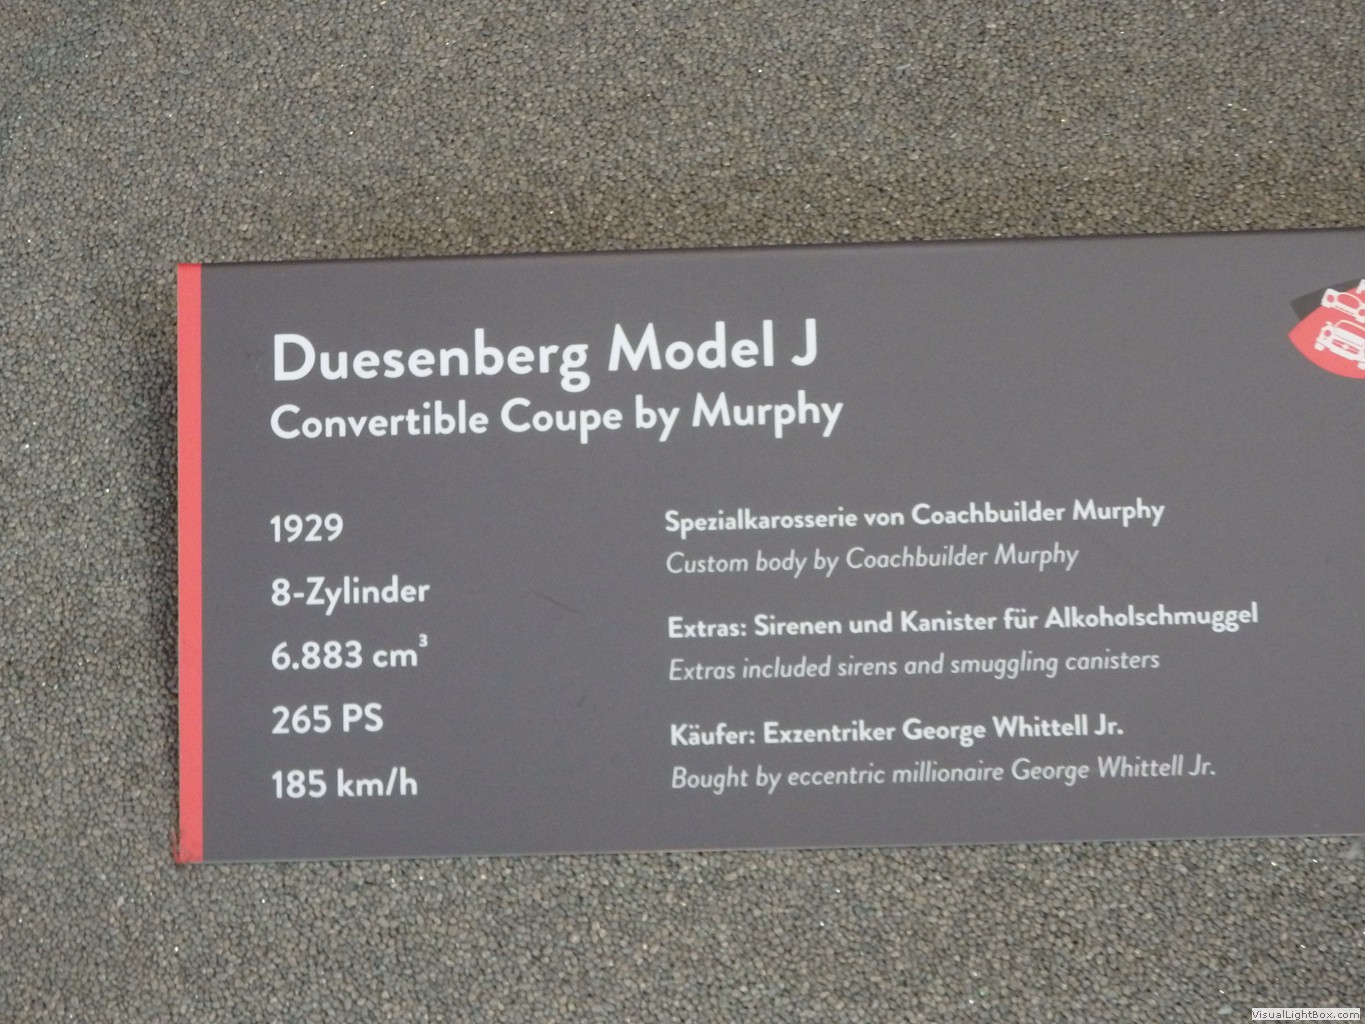 Duesenberg Model J
Convertible Coupe by Murphy
1929
8-Zylinder
6.883 cm³
265 PS
185 km/h
Spezialkarosserie von Coachbuilder Murphy
Custom body by Coachbuilder Murphy
Extras: Sirenen und Kanister für Alkoholschmuggel
Extras included sirens and smuggling canisters
Käufer: Exzentriker George Whittell Jr.
Bought by eccentric millionaire George Whittell Jr.
VisualLightBox.com